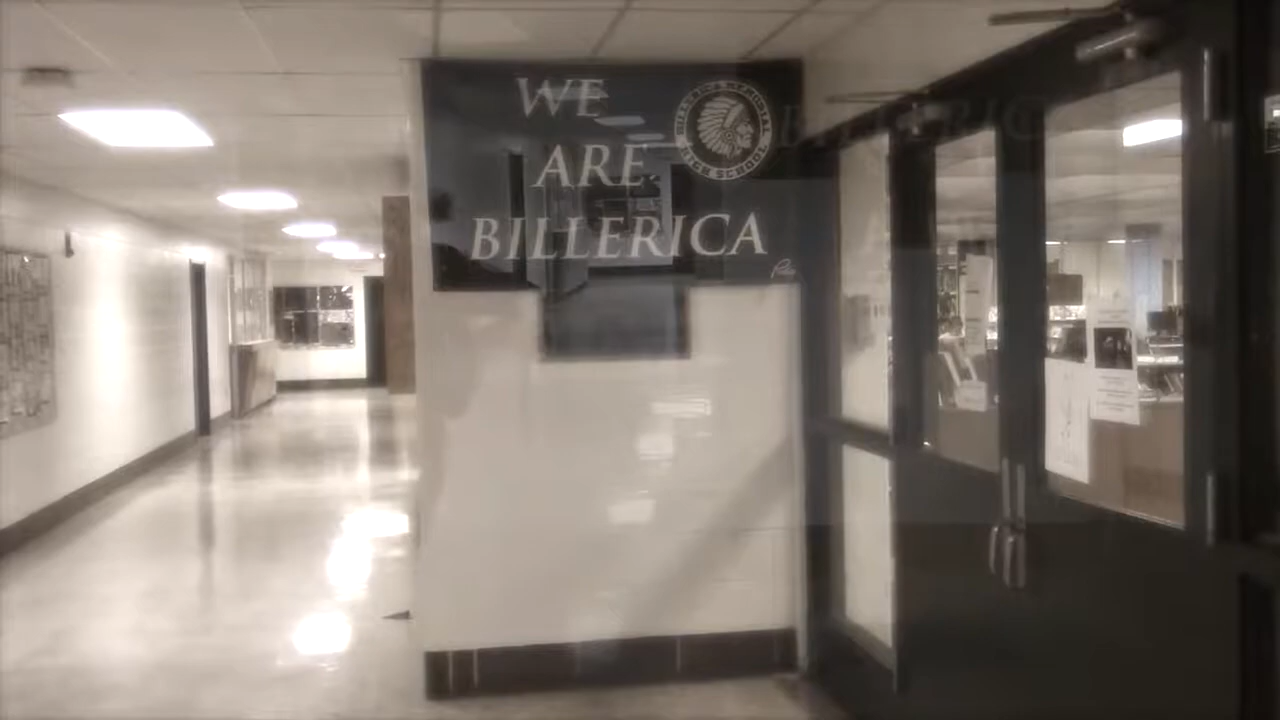 WE
ARE
BILLERICA
BILLERICA MEMORIAL
HIGH SCHOOL